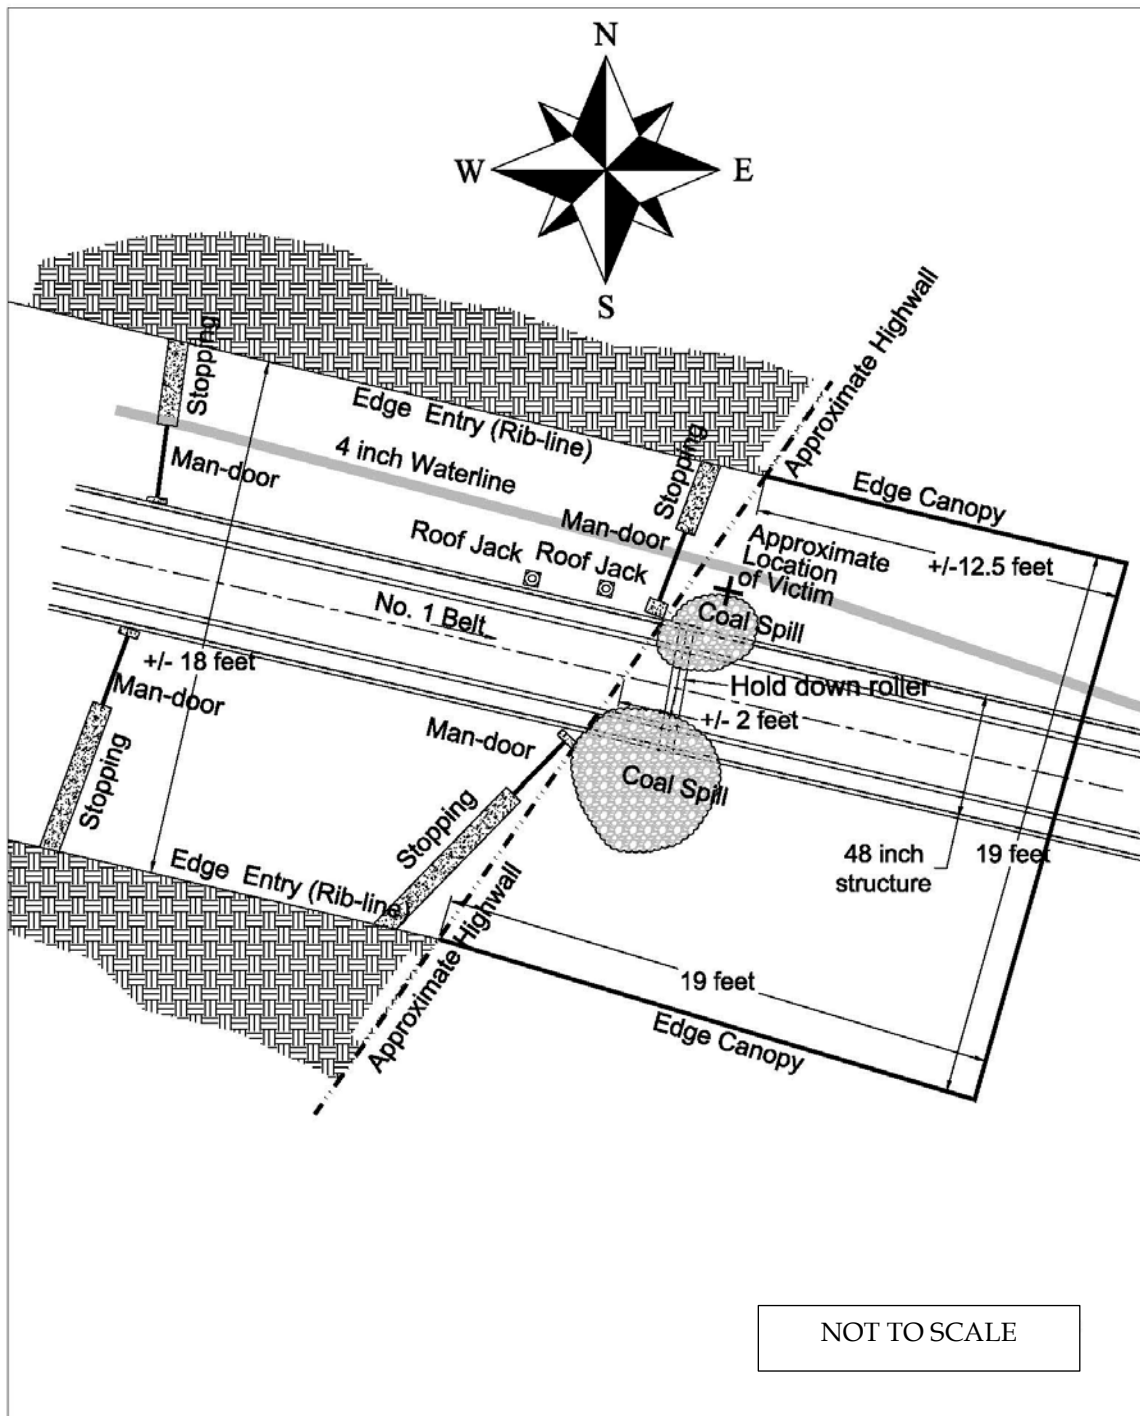 N
W
E
S
Stopping
Approximate Highwall
Edge Entry (Rib-line)
4 inch Waterline
Man-door
Stopping
Edge Canopy
Roof Jack
Roof Jack
Man-door
Approximate
Location
of Victim
+/-12.5 feet
No. 1 Belt
Coal Spill
+/- 18 feet
Man-door
Hold down roller
+/- 2 feet
Man-door
Coal Spill
Stopping
Stopping
48 inch
structure
19 feet
Edge Entry (Rib-line)
Approximate Highwall
19 feet
Edge Canopy
NOT TO SCALE